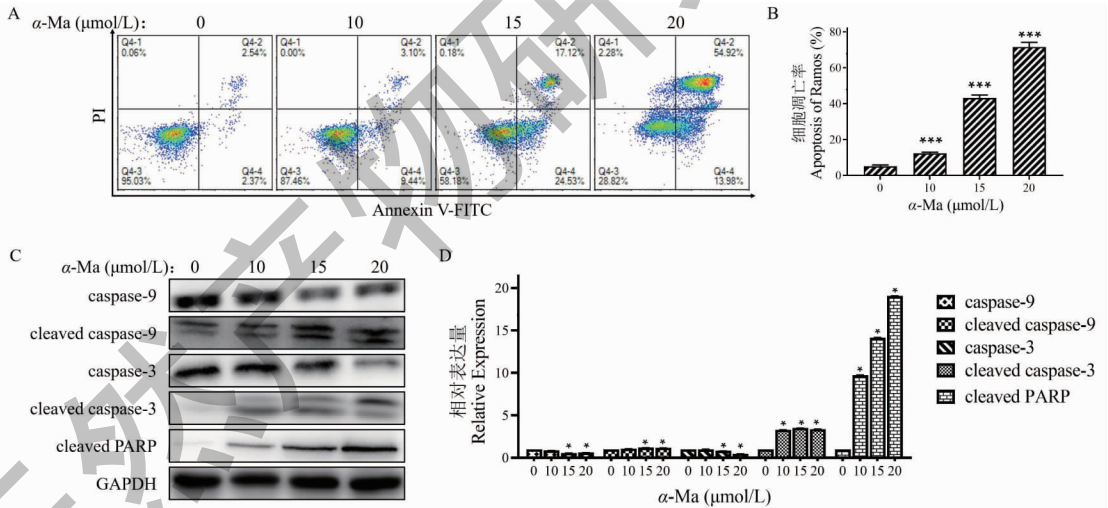 A
α-Ma (μmol/L): 0 10 15 20
Q4-1 Q4-2 Q4-1 Q4-2 Q4-1 Q4-2 Q4-1 Q4-2
0.06% 2.54% 0.00% 3.10% 0.18% 17.12% 2.28% 54.92%
PI
Q4-3 Q4-4 Q4-3 Q4-4 Q4-3 Q4-4 Q4-3 Q4-4
95.03% 2.37% 87.46% 9.44% 58.18% 24.53% 28.82% 13.98%
Annexin V-FITC
B
细胞凋亡率
Apoptosis of Ramos (%)
80
60
40
20
0
*** *** ***
0 10 15 20
α-Ma (μmol/L)
C
α-Ma (μmol/L): 0 10 15 20
caspase-9
cleaved caspase-9
caspase-3
cleaved caspase-3
cleaved PARP
GAPDH
D
相对表达量
Relative Expression
20
15
10
5
0
* * * * * * * * * * * *
0 10 15 20 0 10 15 20 0 10 15 20 0 10 15 20 0 10 15 20
α-Ma (μmol/L)
caspase-9
cleaved caspase-9
caspase-3
cleaved caspase-3
cleaved PARP
天然产物研